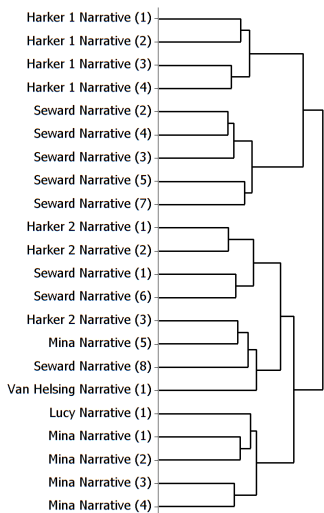 Harker 1 Narrative (1)
Harker 1 Narrative (2)
Harker 1 Narrative (3)
Harker 1 Narrative (4)
Seward Narrative (2)
Seward Narrative (4)
Seward Narrative (3)
Seward Narrative (5)
Seward Narrative (7)
Harker 2 Narrative (1)
Harker 2 Narrative (2)
Seward Narrative (1)
Seward Narrative (6)
Harker 2 Narrative (3)
Mina Narrative (5)
Seward Narrative (8)
Van Helsing Narrative (1)
Lucy Narrative (1)
Mina Narrative (1)
Mina Narrative (2)
Mina Narrative (3)
Mina Narrative (4)